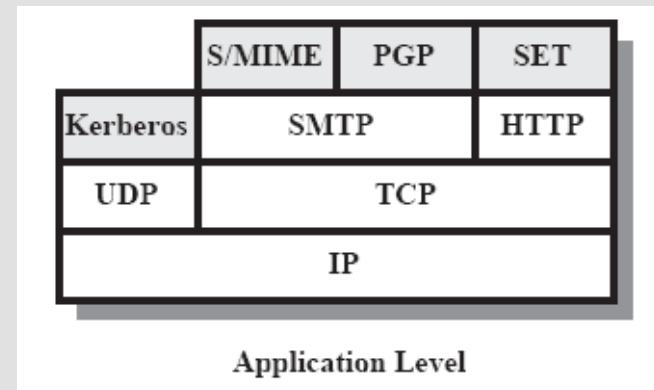 S/MIME PGP SET
Kerberos SMTP HTTP
UDP TCP
IP
Application Level